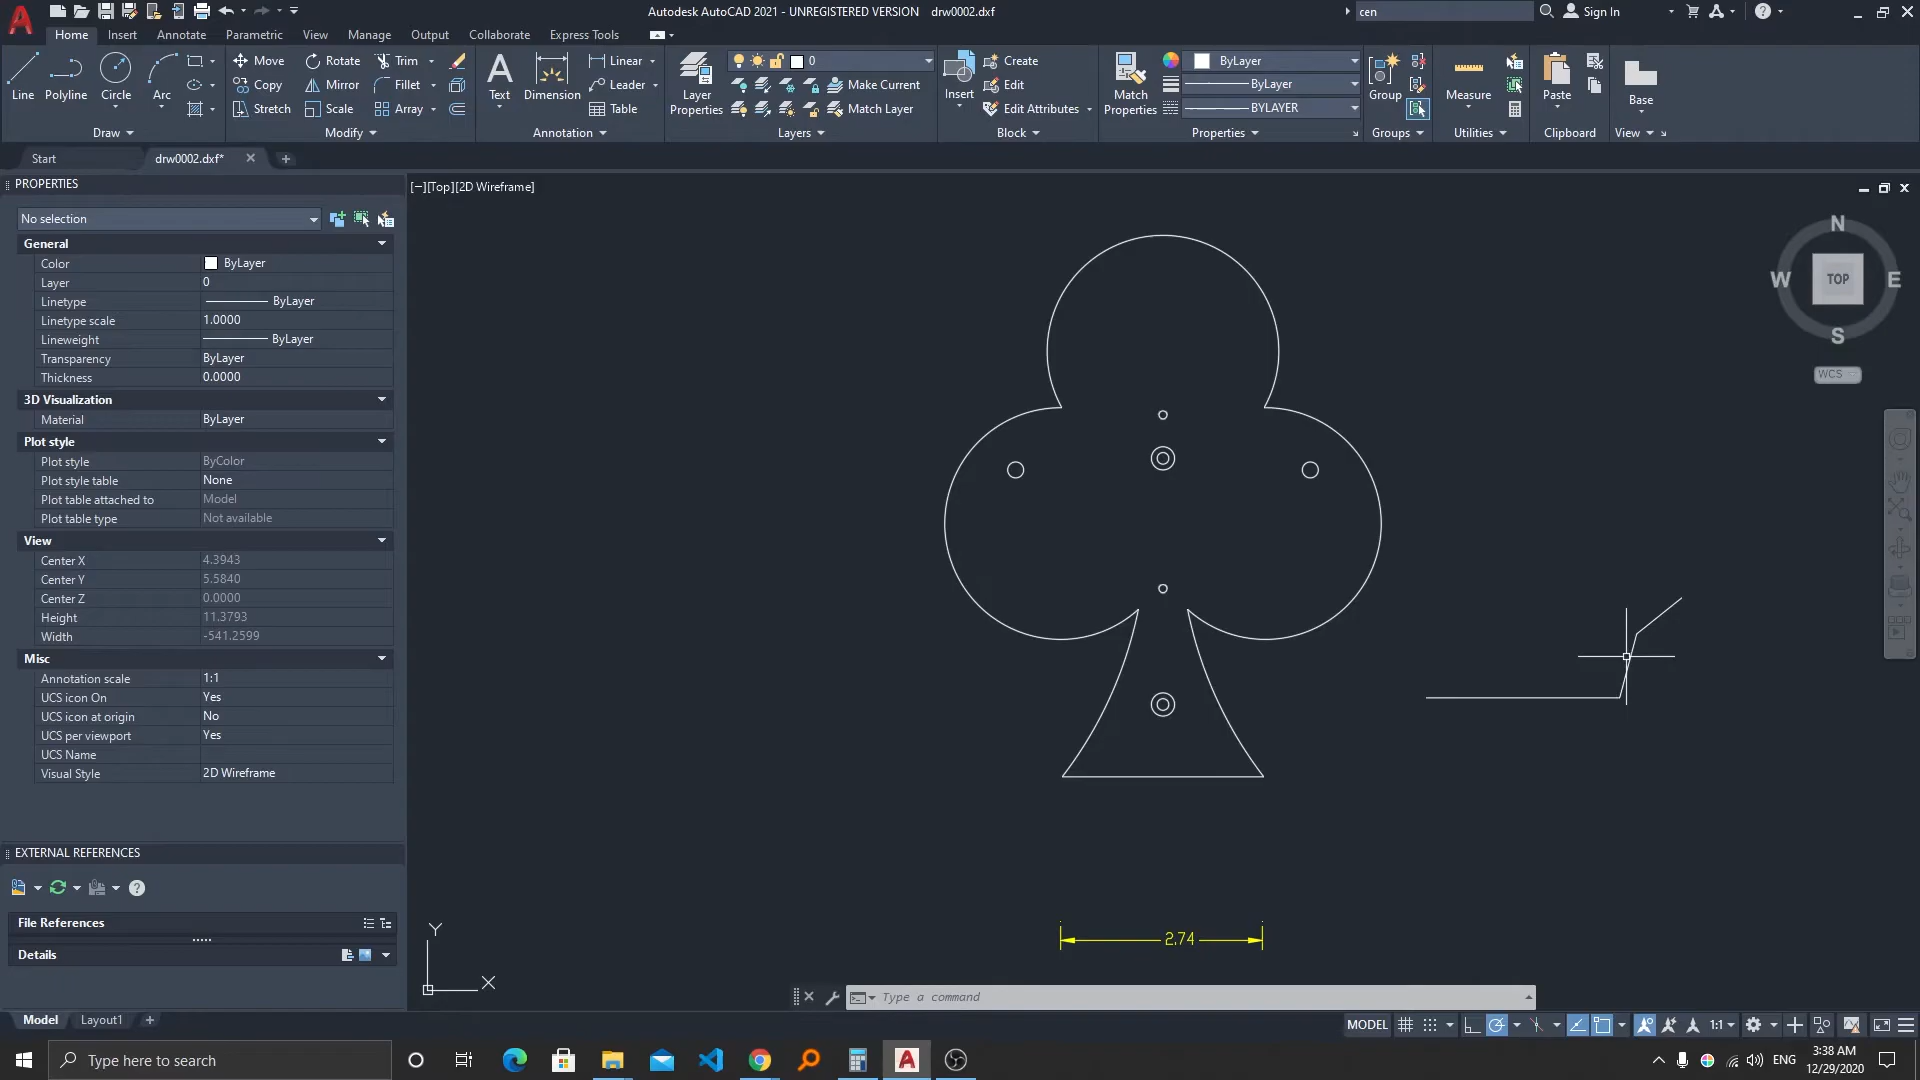 Autodesk AutoCAD 2021 - UNREGISTERED VERSION drw0002.dxf
cen
Sign In
Home Insert Annotate Parametric View Manage Output Collaborate Express Tools
Line Polyline Circle Arc
Move Rotate Trim
Copy Mirror Fillet
Stretch Scale Array
Text Dimension
Linear
Leader
Table
Layer Properties
0
Make Current
Match Layer
Insert
Create
Edit
Edit Attributes
Match Properties
ByLayer
ByLayer
BYLAYER
Group
Measure
Paste
Base
Draw Modify Annotation Layers Block Properties Groups Utilities Clipboard View
Start drw0002.dxf*
PROPERTIES
[−][Top][2D Wireframe]
No selection
General
Color ByLayer
Layer 0
Linetype ByLayer
Linetype scale 1.0000
Lineweight ByLayer
Transparency ByLayer
Thickness 0.0000
3D Visualization
Material ByLayer
Plot style
Plot style ByColor
Plot style table None
Plot table attached to Model
Plot table type Not available
View
Center X 4.3943
Center Y 5.5840
Center Z 0.0000
Height 11.3793
Width -541.2599
Misc
Annotation scale 1:1
UCS icon On Yes
UCS icon at origin No
UCS per viewport Yes
UCS Name
Visual Style 2D Wireframe
EXTERNAL REFERENCES
File References
Details
N
W TOP E
S
WCS
2.74
Y
X
Type a command
Model Layout1
MODEL 1:1
Type here to search
ENG
3:38 AM
12/29/2020